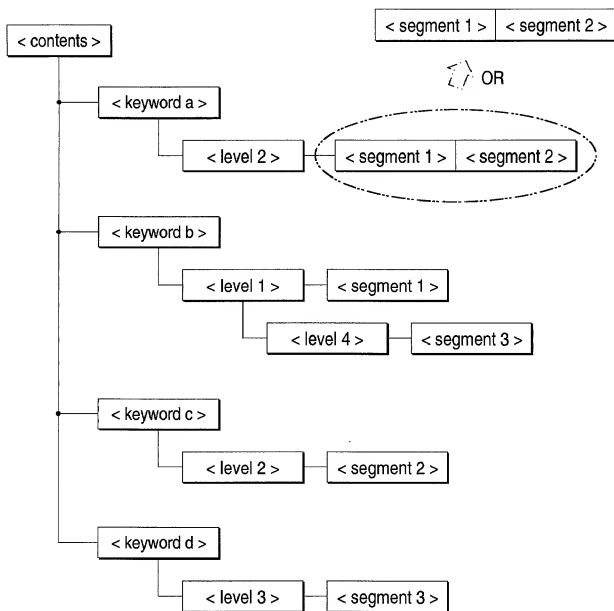 < segment 1 > < segment 2 >
< contents >
OR
< keyword a >
< level 2 > < segment 1 > < segment 2 >
< keyword b >
< level 1 > < segment 1 >
< level 4 > < segment 3 >
< keyword c >
< level 2 > < segment 2 >
< keyword d >
< level 3 > < segment 3 >